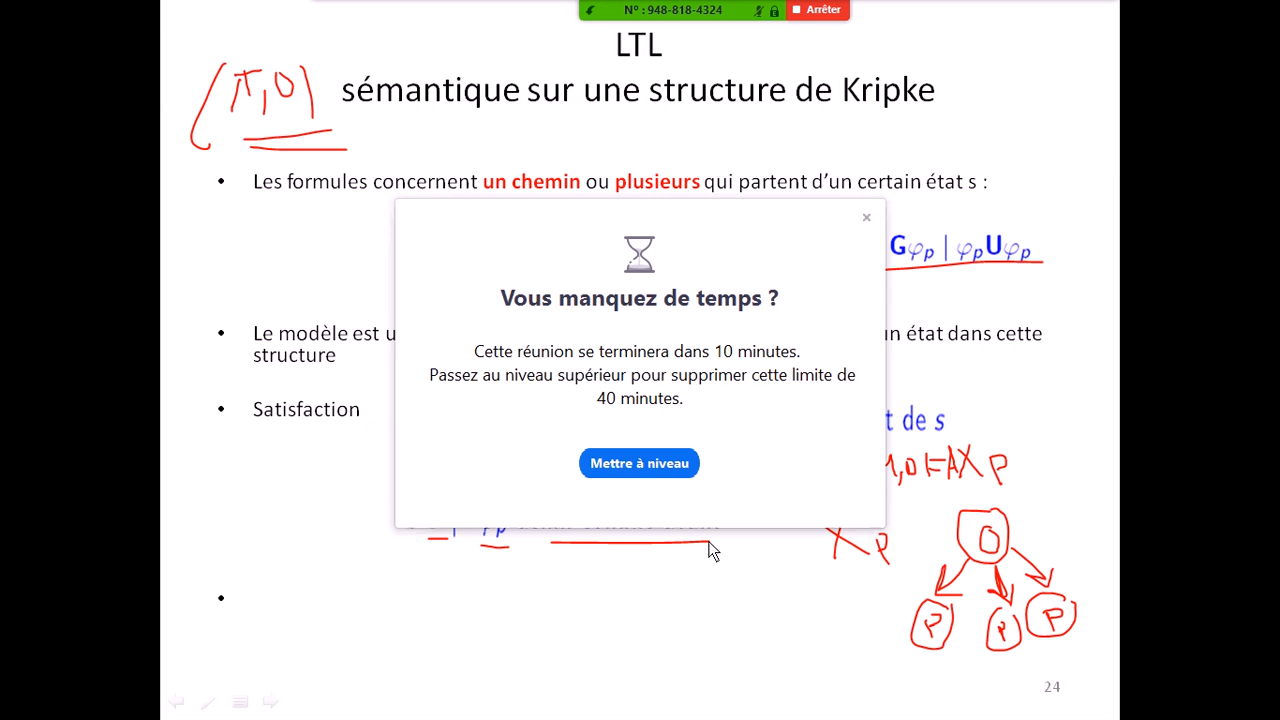 N° : 948-818-4324 Arrêter
LTL
sémantique sur une structure de Kripke
(π,0)
• Les formules concernent un chemin ou plusieurs qui partent d’un certain état s :
Gφp | φpUφp
×
Vous manquez de temps ?
Cette réunion se terminera dans 10 minutes.
Passez au niveau supérieur pour supprimer cette limite de
40 minutes.
Mettre à niveau
• Le modèle est u
un état dans cette
structure
• Satisfaction
t de s
,0 ⊨AX p
X p
0
P P P
•
24